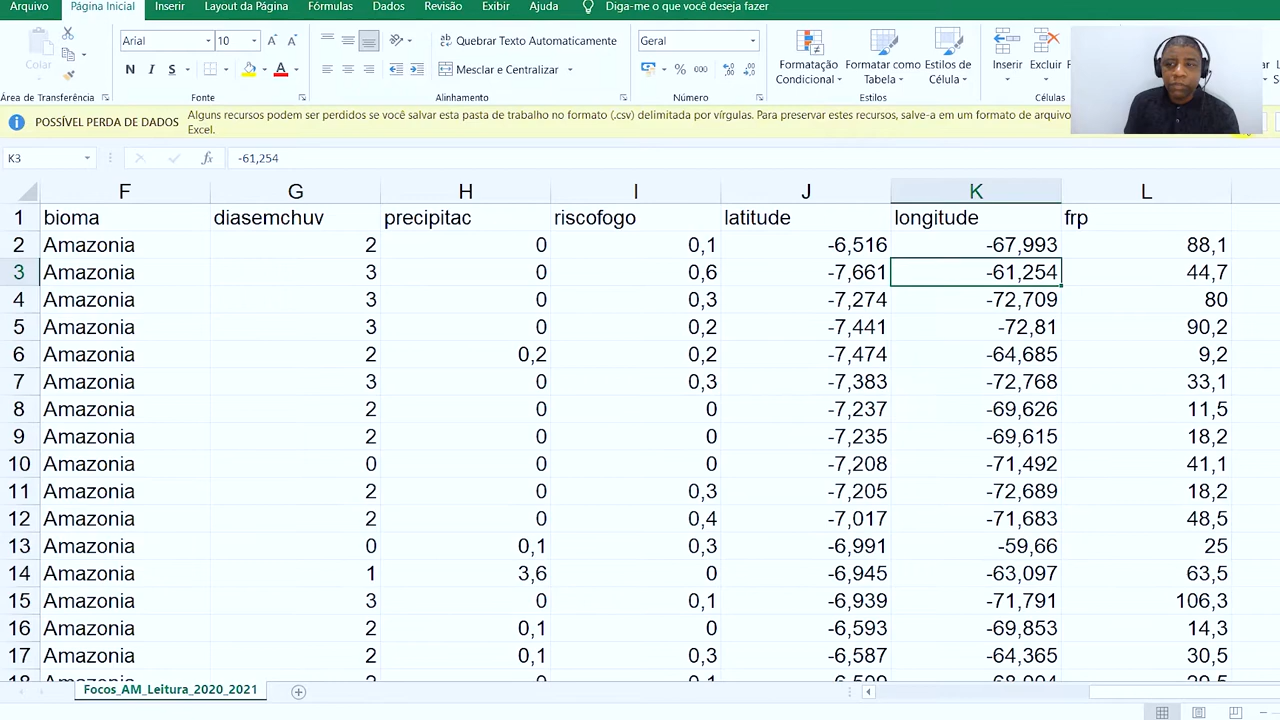 Arquivo Página Inicial Inserir Layout da Página Fórmulas Dados Revisão Exibir Ajuda Diga-me o que você deseja fazer
Colar
Arial 10
N I S A
Quebrar Texto Automaticamente
Mesclar e Centralizar
Geral
% 000
Formatação Condicional
Formatar como Tabela
Estilos de Célula
Inserir Excluir
Área de Transferência Fonte Alinhamento Número Estilos Células
POSSÍVEL PERDA DE DADOS Alguns recursos podem ser perdidos se você salvar esta pasta de trabalho no formato (.csv) delimitada por vírgulas. Para preservar estes recursos, salve-a em um formato de arquivo
Excel.
K3 fx -61,254
F G H I J K L
1 bioma diasemchuv precipitac riscofogo latitude longitude frp
2 Amazonia 2 0 0,1 -6,516 -67,993 88,1
3 Amazonia 3 0 0,6 -7,661 -61,254 44,7
4 Amazonia 3 0 0,3 -7,274 -72,709 80
5 Amazonia 3 0 0,2 -7,441 -72,81 90,2
6 Amazonia 2 0,2 0,2 -7,474 -64,685 9,2
7 Amazonia 3 0 0,3 -7,383 -72,768 33,1
8 Amazonia 2 0 0 -7,237 -69,626 11,5
9 Amazonia 2 0 0 -7,235 -69,615 18,2
10 Amazonia 0 0 0 -7,208 -71,492 41,1
11 Amazonia 2 0 0,3 -7,205 -72,689 18,2
12 Amazonia 2 0 0,4 -7,017 -71,683 48,5
13 Amazonia 0 0,1 0,3 -6,991 -59,66 25
14 Amazonia 1 3,6 0 -6,945 -63,097 63,5
15 Amazonia 3 0 0,1 -6,939 -71,791 106,3
16 Amazonia 2 0,1 0 -6,593 -69,853 14,3
17 Amazonia 2 0,1 0,3 -6,587 -64,365 30,5
Focos_AM_Leitura_2020_2021